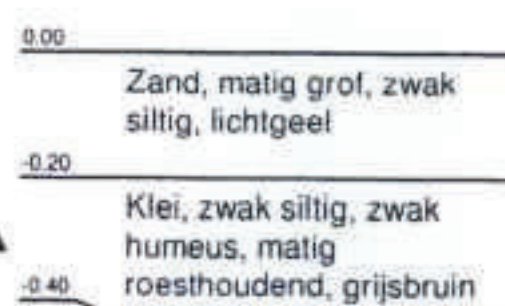 0.00
Zand, matig grof, zwak
siltig, lichtgeel
-0.20
Klei, zwak siltig, zwak
humeus, matig
-0.40 roesthoudend, grijsbruin